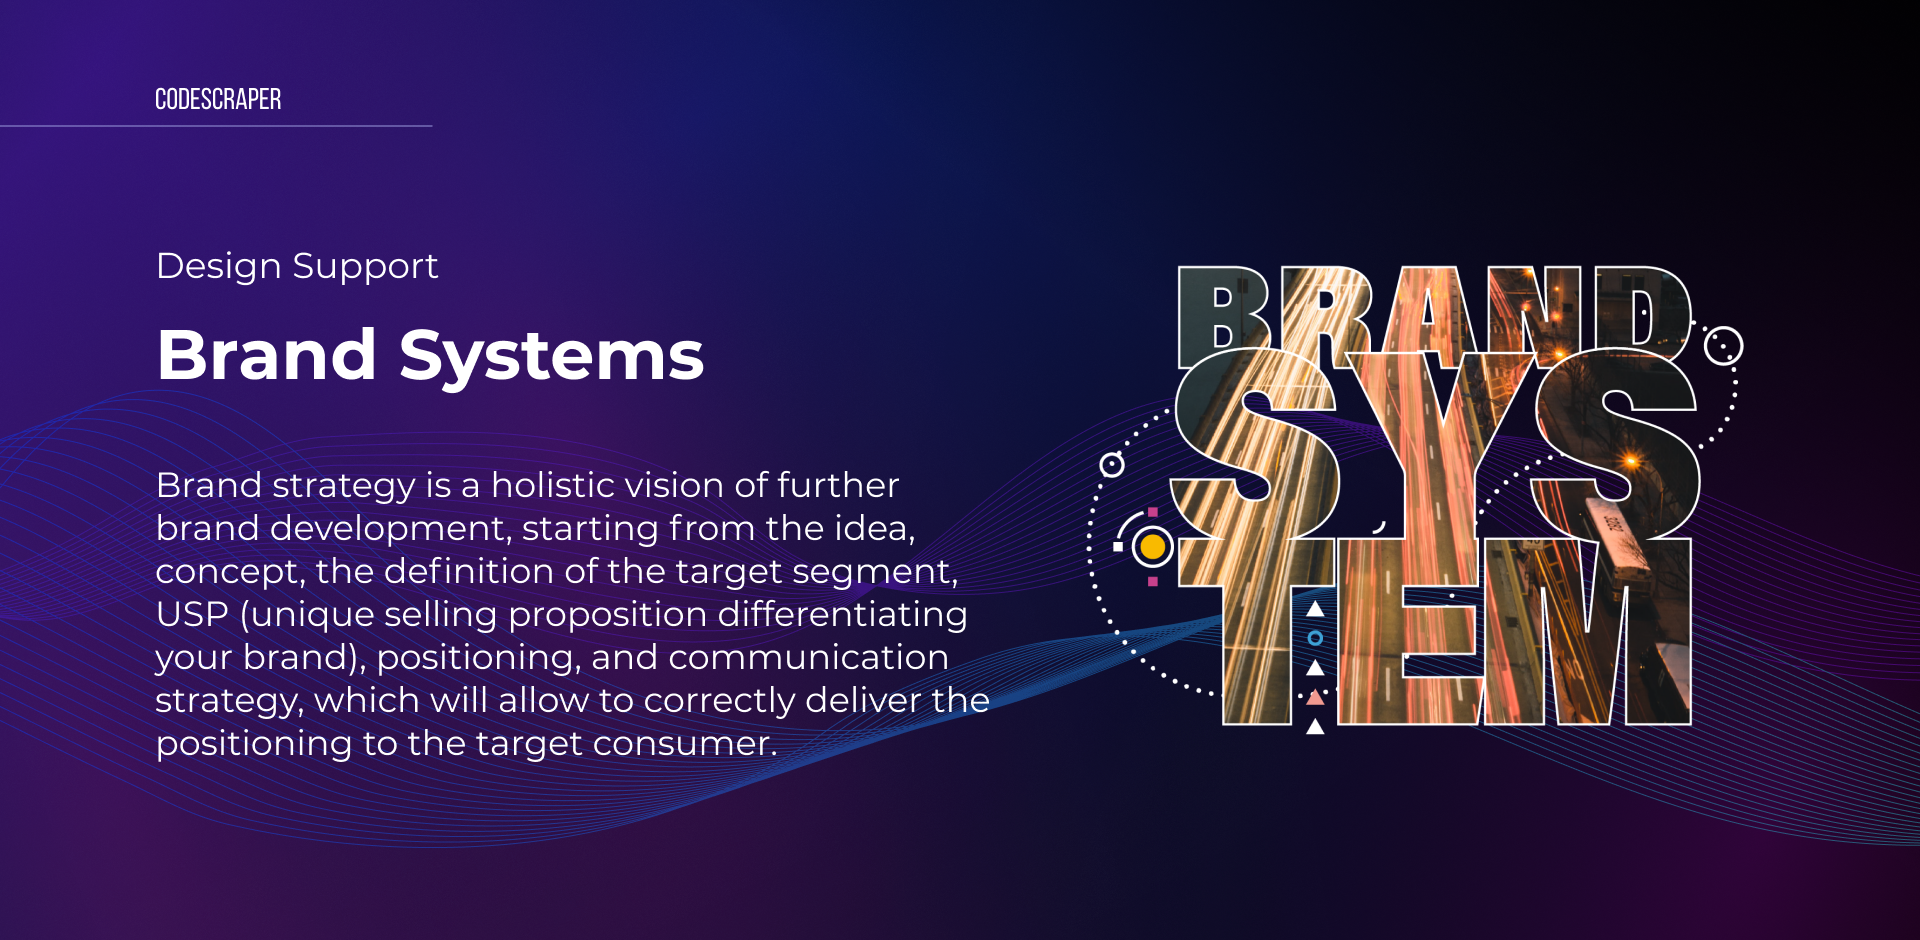 CODESCRAPER
Design Support
Brand Systems
Brand strategy is a holistic vision of further
brand development, starting from the idea,
concept, the definition of the target segment,
USP (unique selling proposition differentiating
your brand), positioning, and communication
strategy, which will allow to correctly deliver the
positioning to the target consumer.
BRAND
SYS
TEM